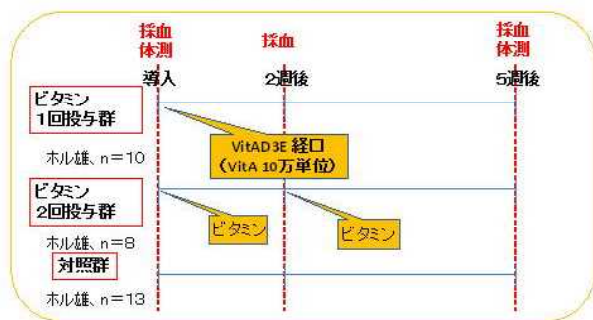 採血
体測
採血
採血
体測
導入
2週後
5週後
ビタミン
1回投与群
VitAD3E 経口
（VitA 10万単位）
ホル雄、n＝10
ビタミン
2回投与群
ビタミン
ビタミン
ホル雄、n＝8
対照群
ホル雄、n＝13